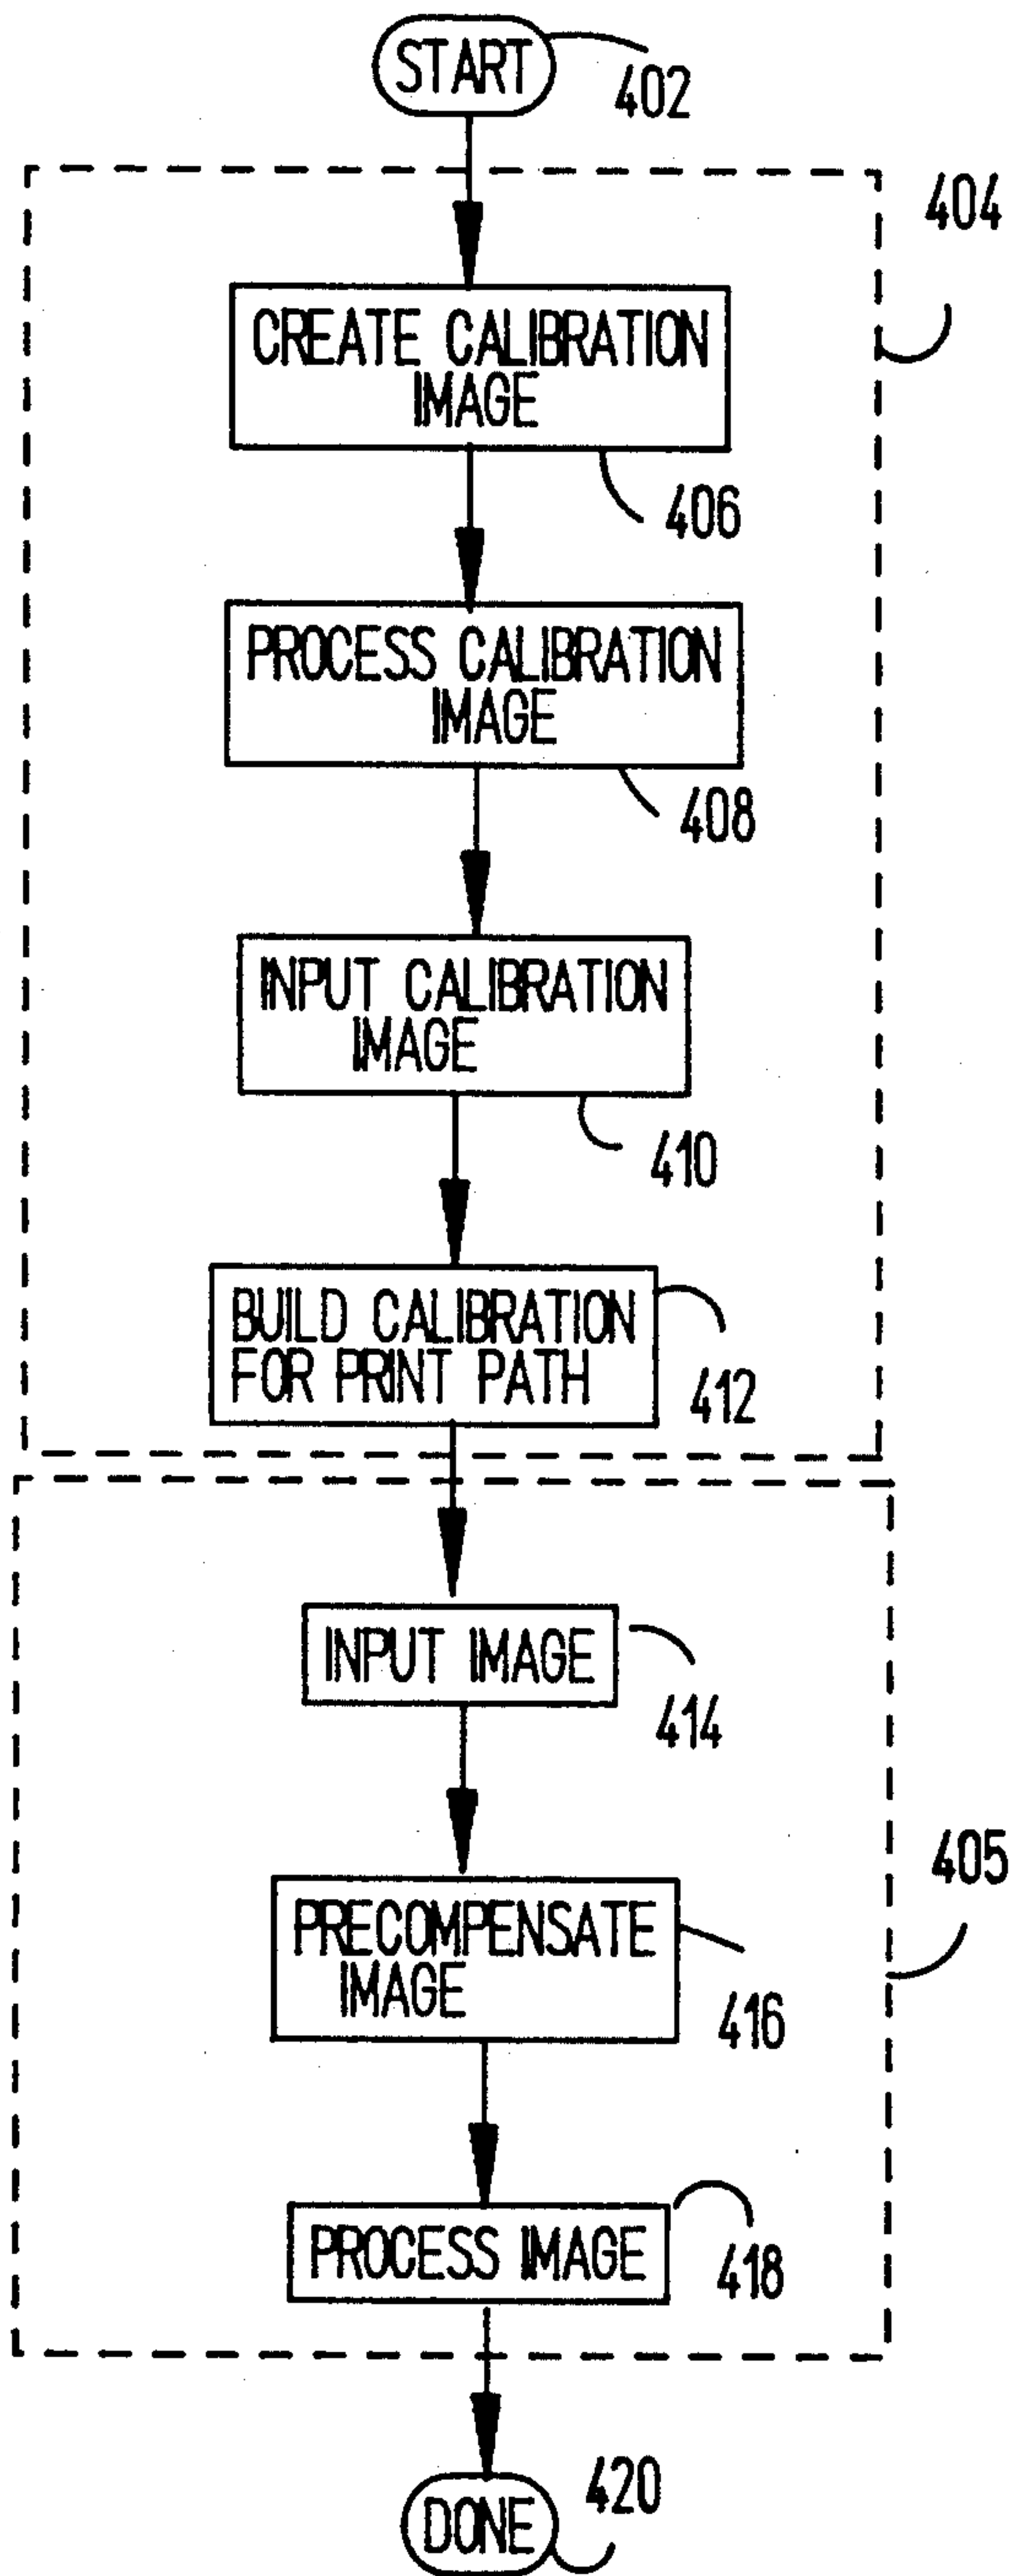 START
402
404
CREATE CALIBRATION
IMAGE
406
PROCESS CALIBRATION
IMAGE
408
INPUT CALIBRATION
IMAGE
410
BUILD CALIBRATION
FOR PRINT PATH
412
INPUT IMAGE
414
405
PRECOMPENSATE
IMAGE
416
PROCESS IMAGE
418
DONE
420